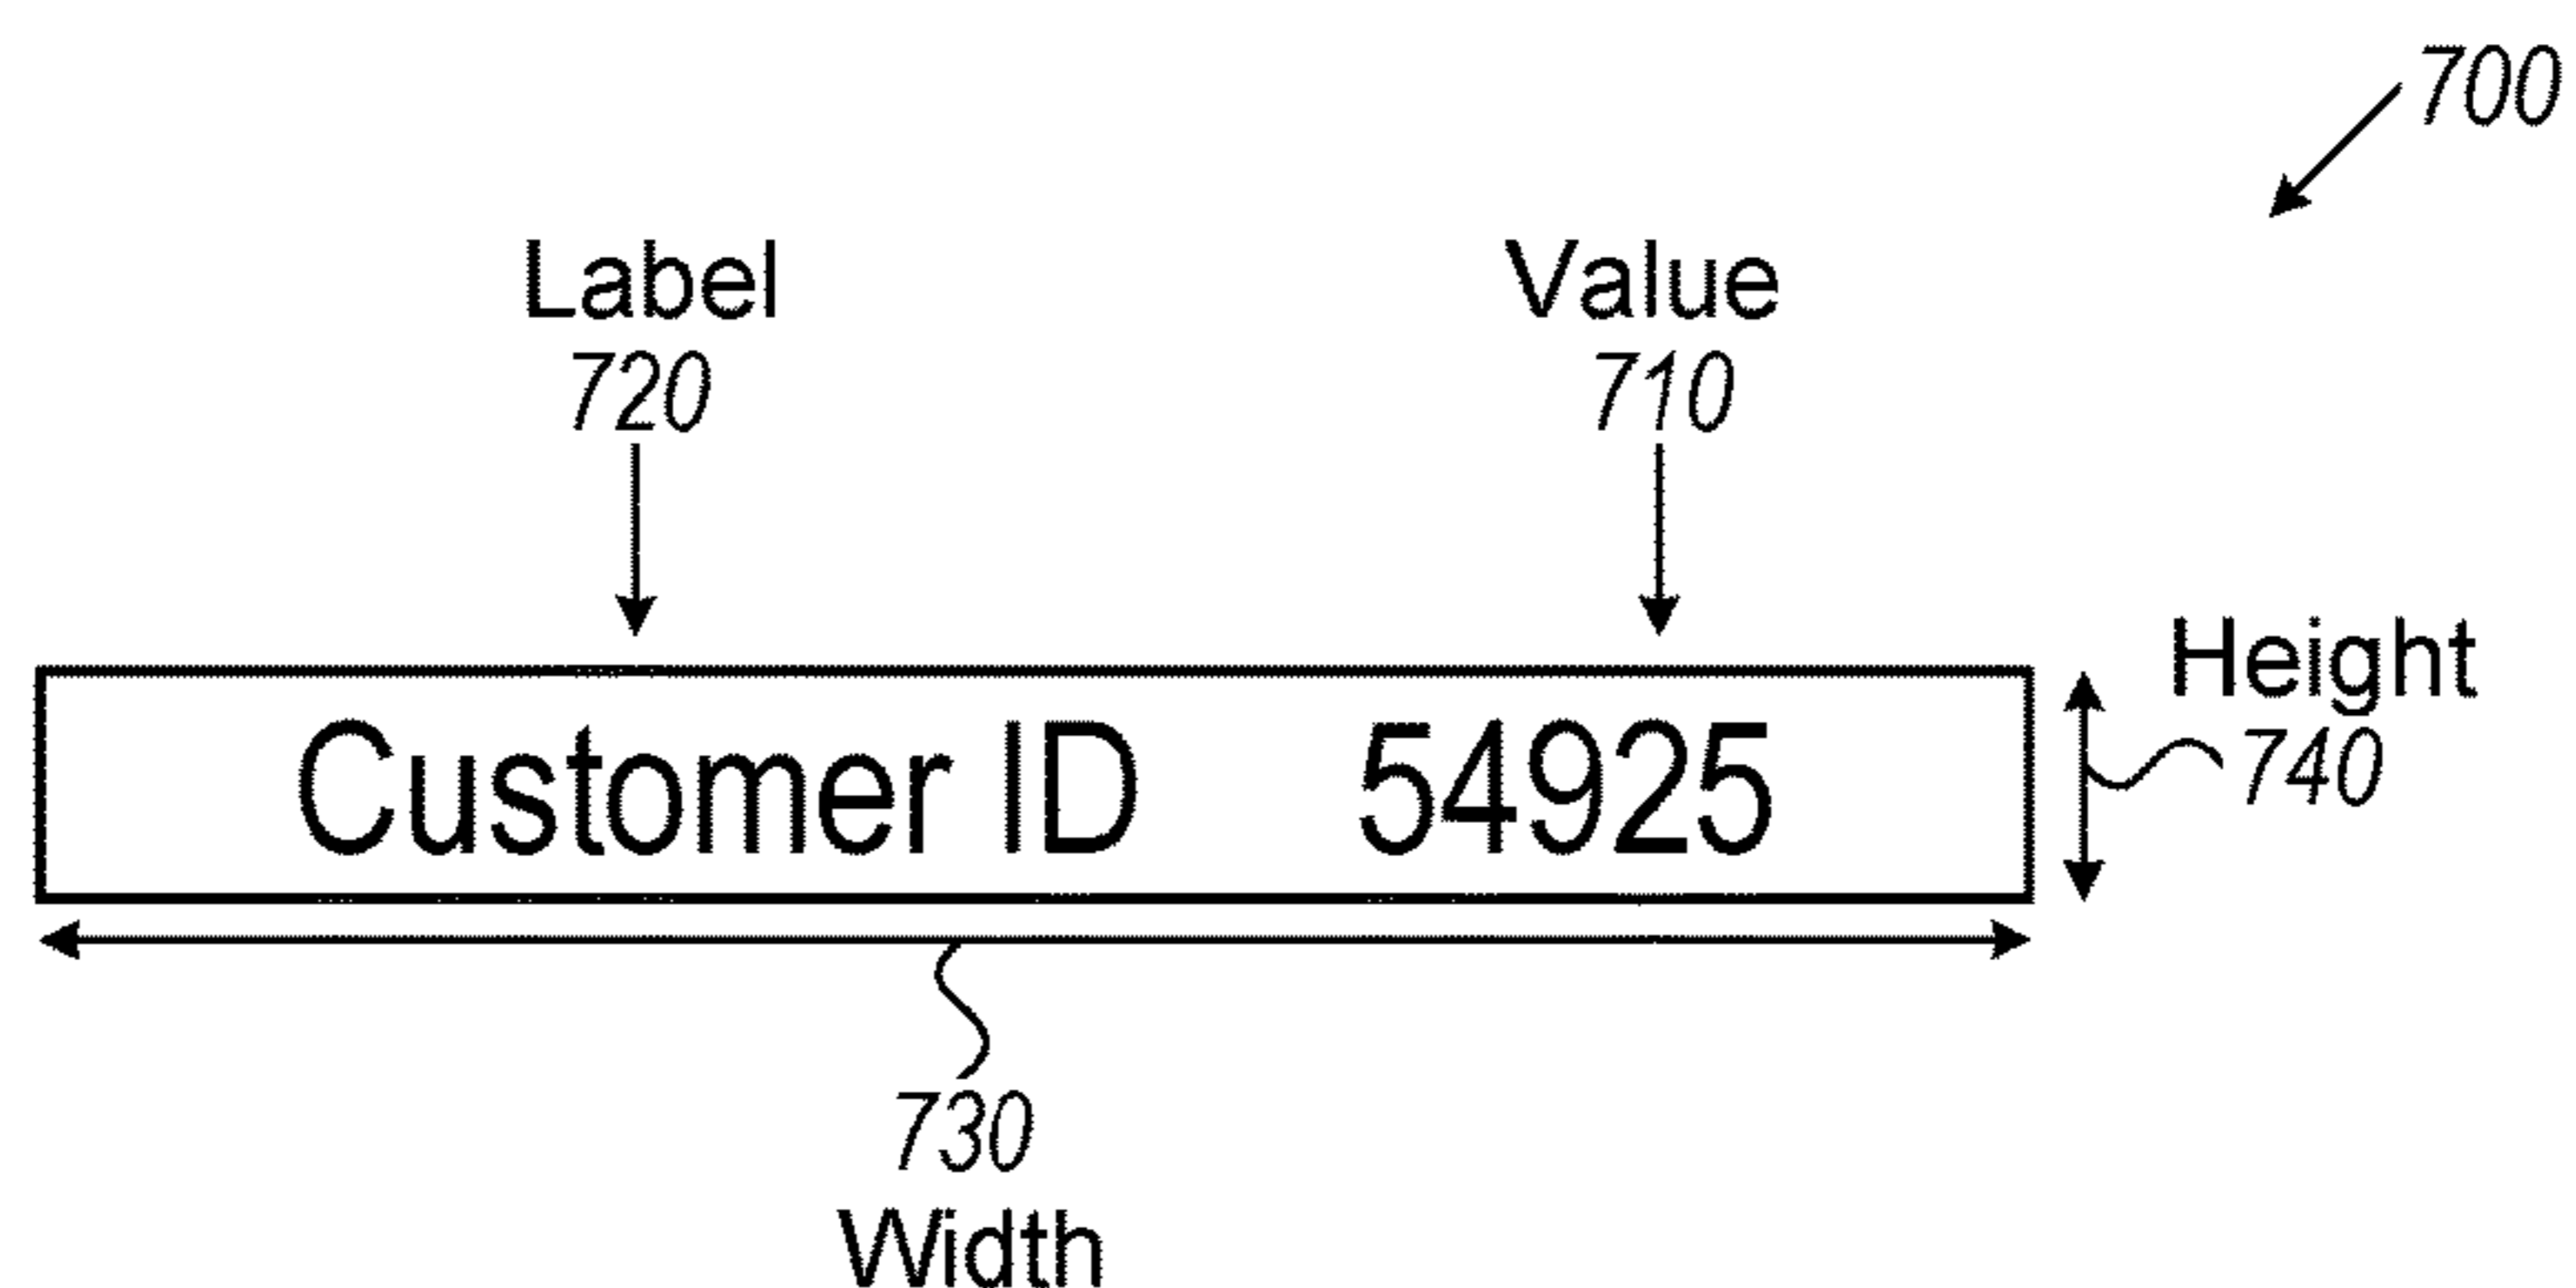 700
Label Value
720 710
Height
Customer ID 54925
740
730
Width